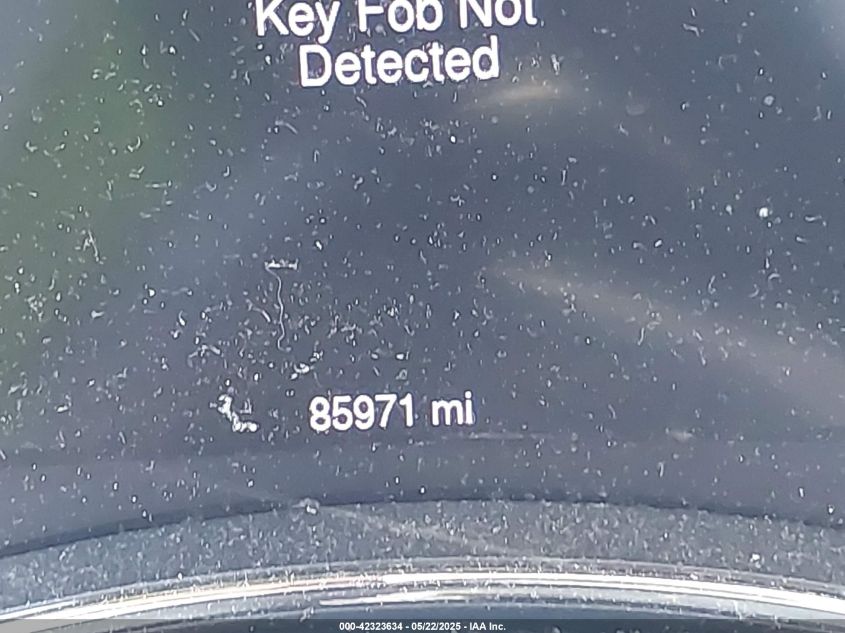 Key Fob Not
Detected
85971 mi
000-42323634 - 05/22/2025 - IAA Inc.